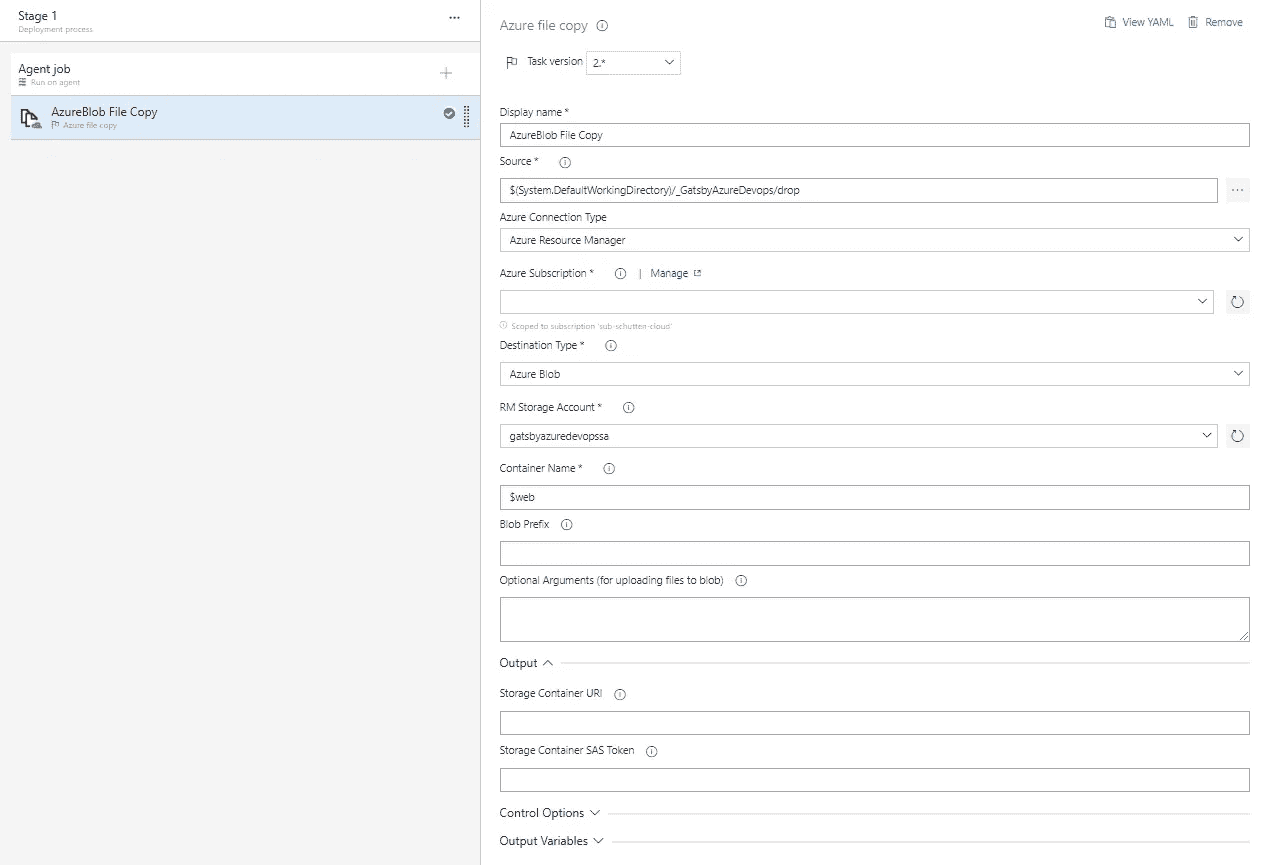 Stage 1
Deployment process
Agent job
Run on agent
AzureBlob File Copy
Azure file copy
Azure file copy
View YAML
Remove
Task version
2.*
Display name *
AzureBlob File Copy
Source *
$(System.DefaultWorkingDirectory)/_GatsbyAzureDevops/drop
Azure Connection Type
Azure Resource Manager
Azure Subscription *
| Manage
Scoped to subscription 'sub-schutten-cloud'
Destination Type *
Azure Blob
RM Storage Account *
gatsbyazuredevopssa
Container Name *
$web
Blob Prefix
Optional Arguments (for uploading files to blob)
Output
Storage Container URI
Storage Container SAS Token
Control Options
Output Variables